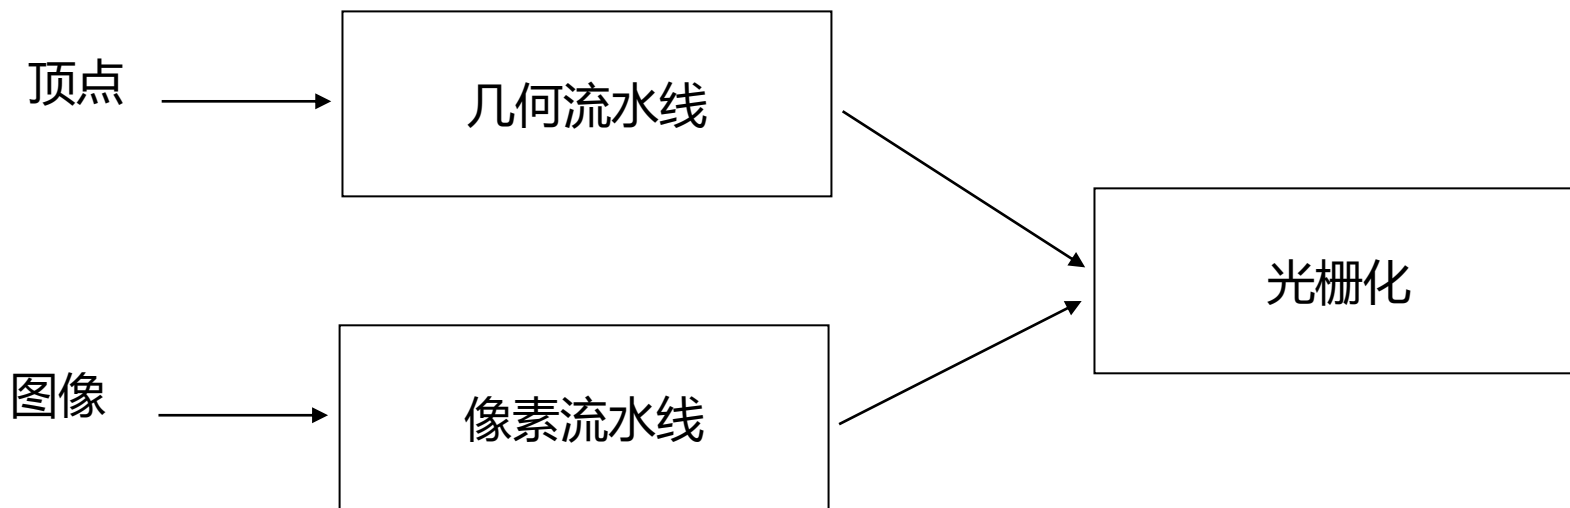 顶点
几何流水线
光栅化
图像
像素流水线